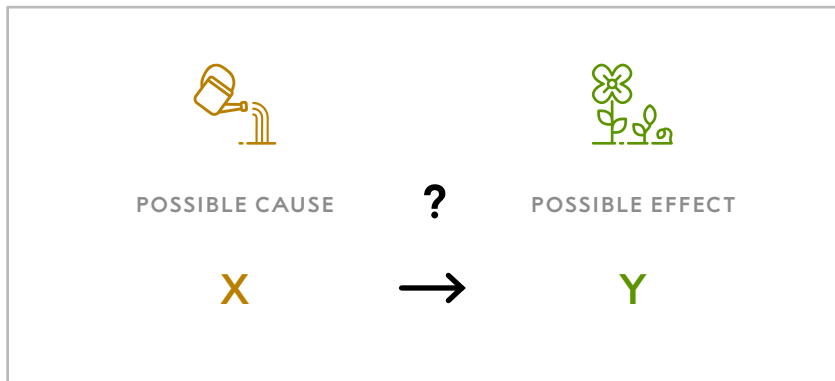 POSSIBLE CAUSE ? POSSIBLE EFFECT
X → Y